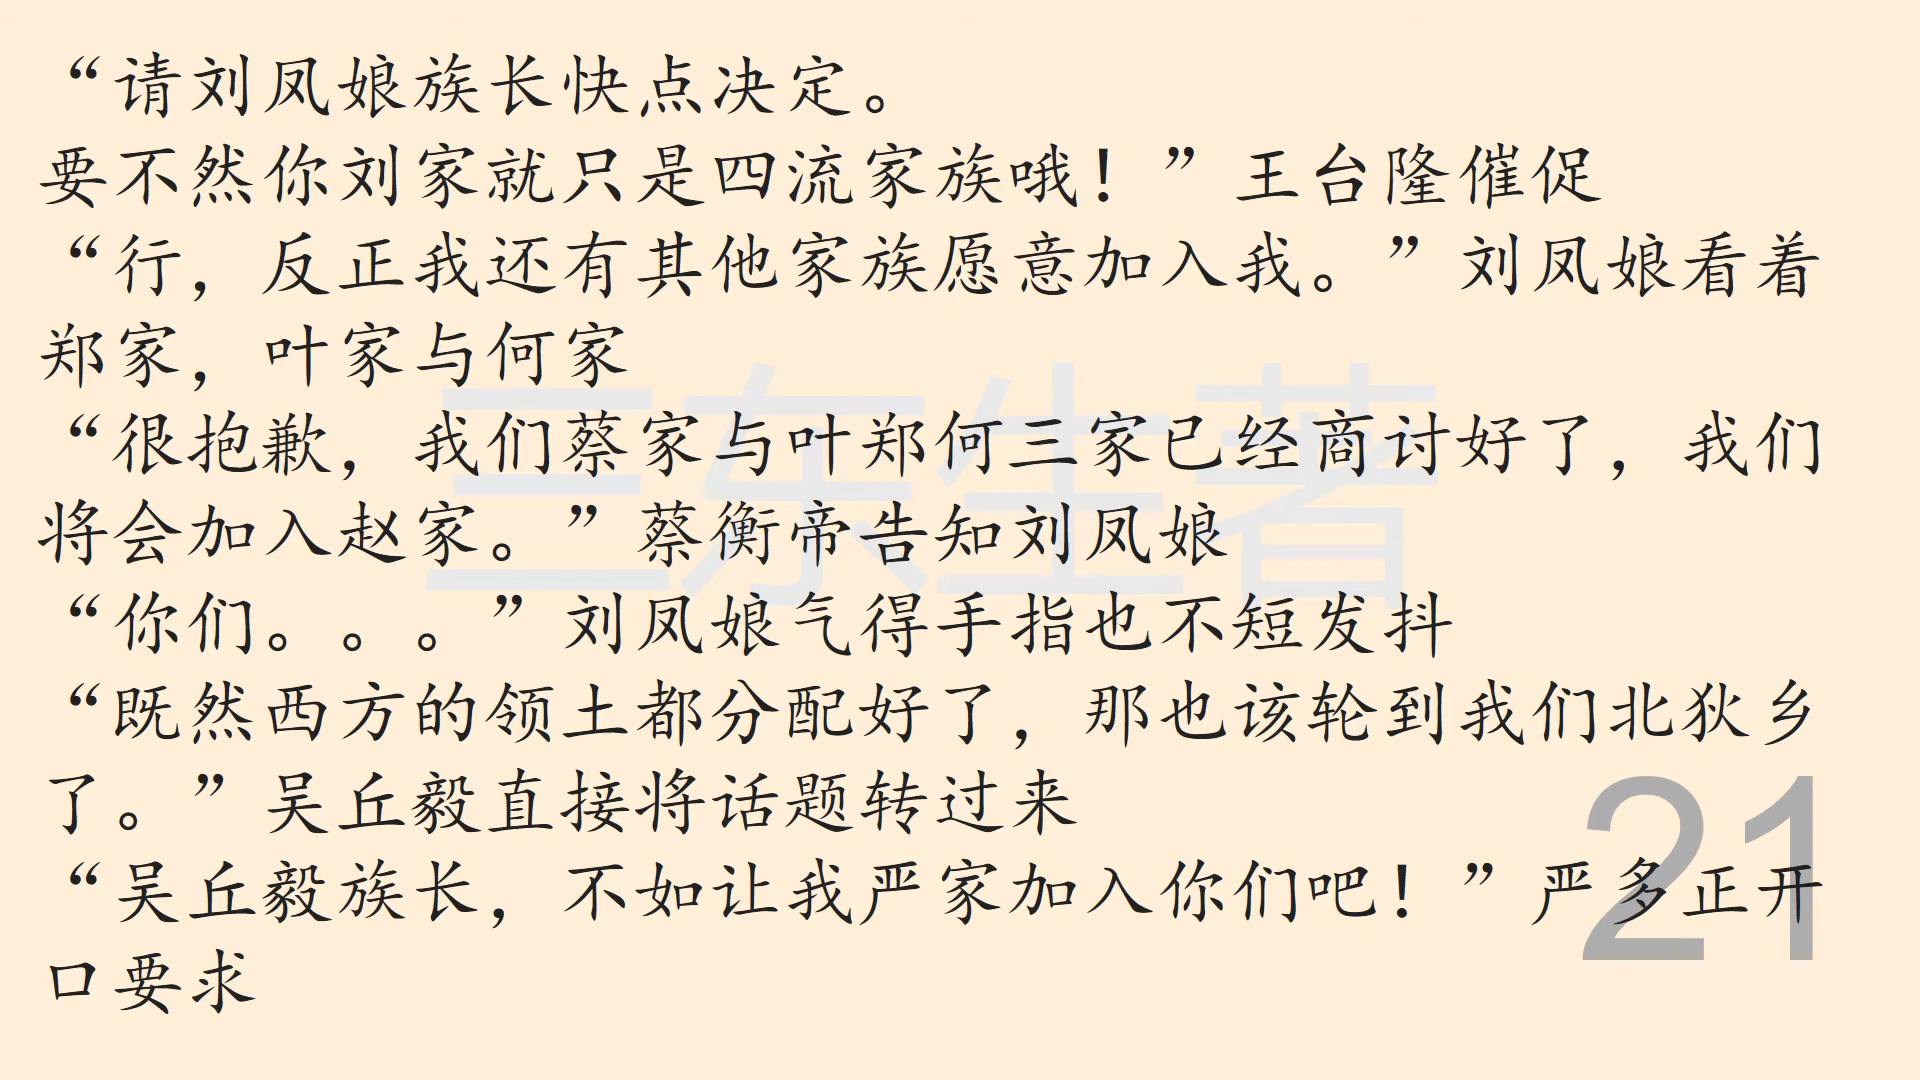 “请刘凤娘族长快点决定。
要不然你刘家就只是四流家族哦！”王台隆催促
“行，反正我还有其他家族愿意加入我。”刘凤娘看着
郑家，叶家与何家
“很抱歉，我们蔡家与叶郑何三家已经商讨好了，我们
将会加入赵家。”蔡衡帝告知刘凤娘
“你们。。。”刘凤娘气得手指也不短发抖
“既然西方的领土都分配好了，那也该轮到我们北狄乡
了。”吴丘毅直接将话题转过来
“吴丘毅族长，不如让我严家加入你们吧！”严多正开
口要求
三东生著
21